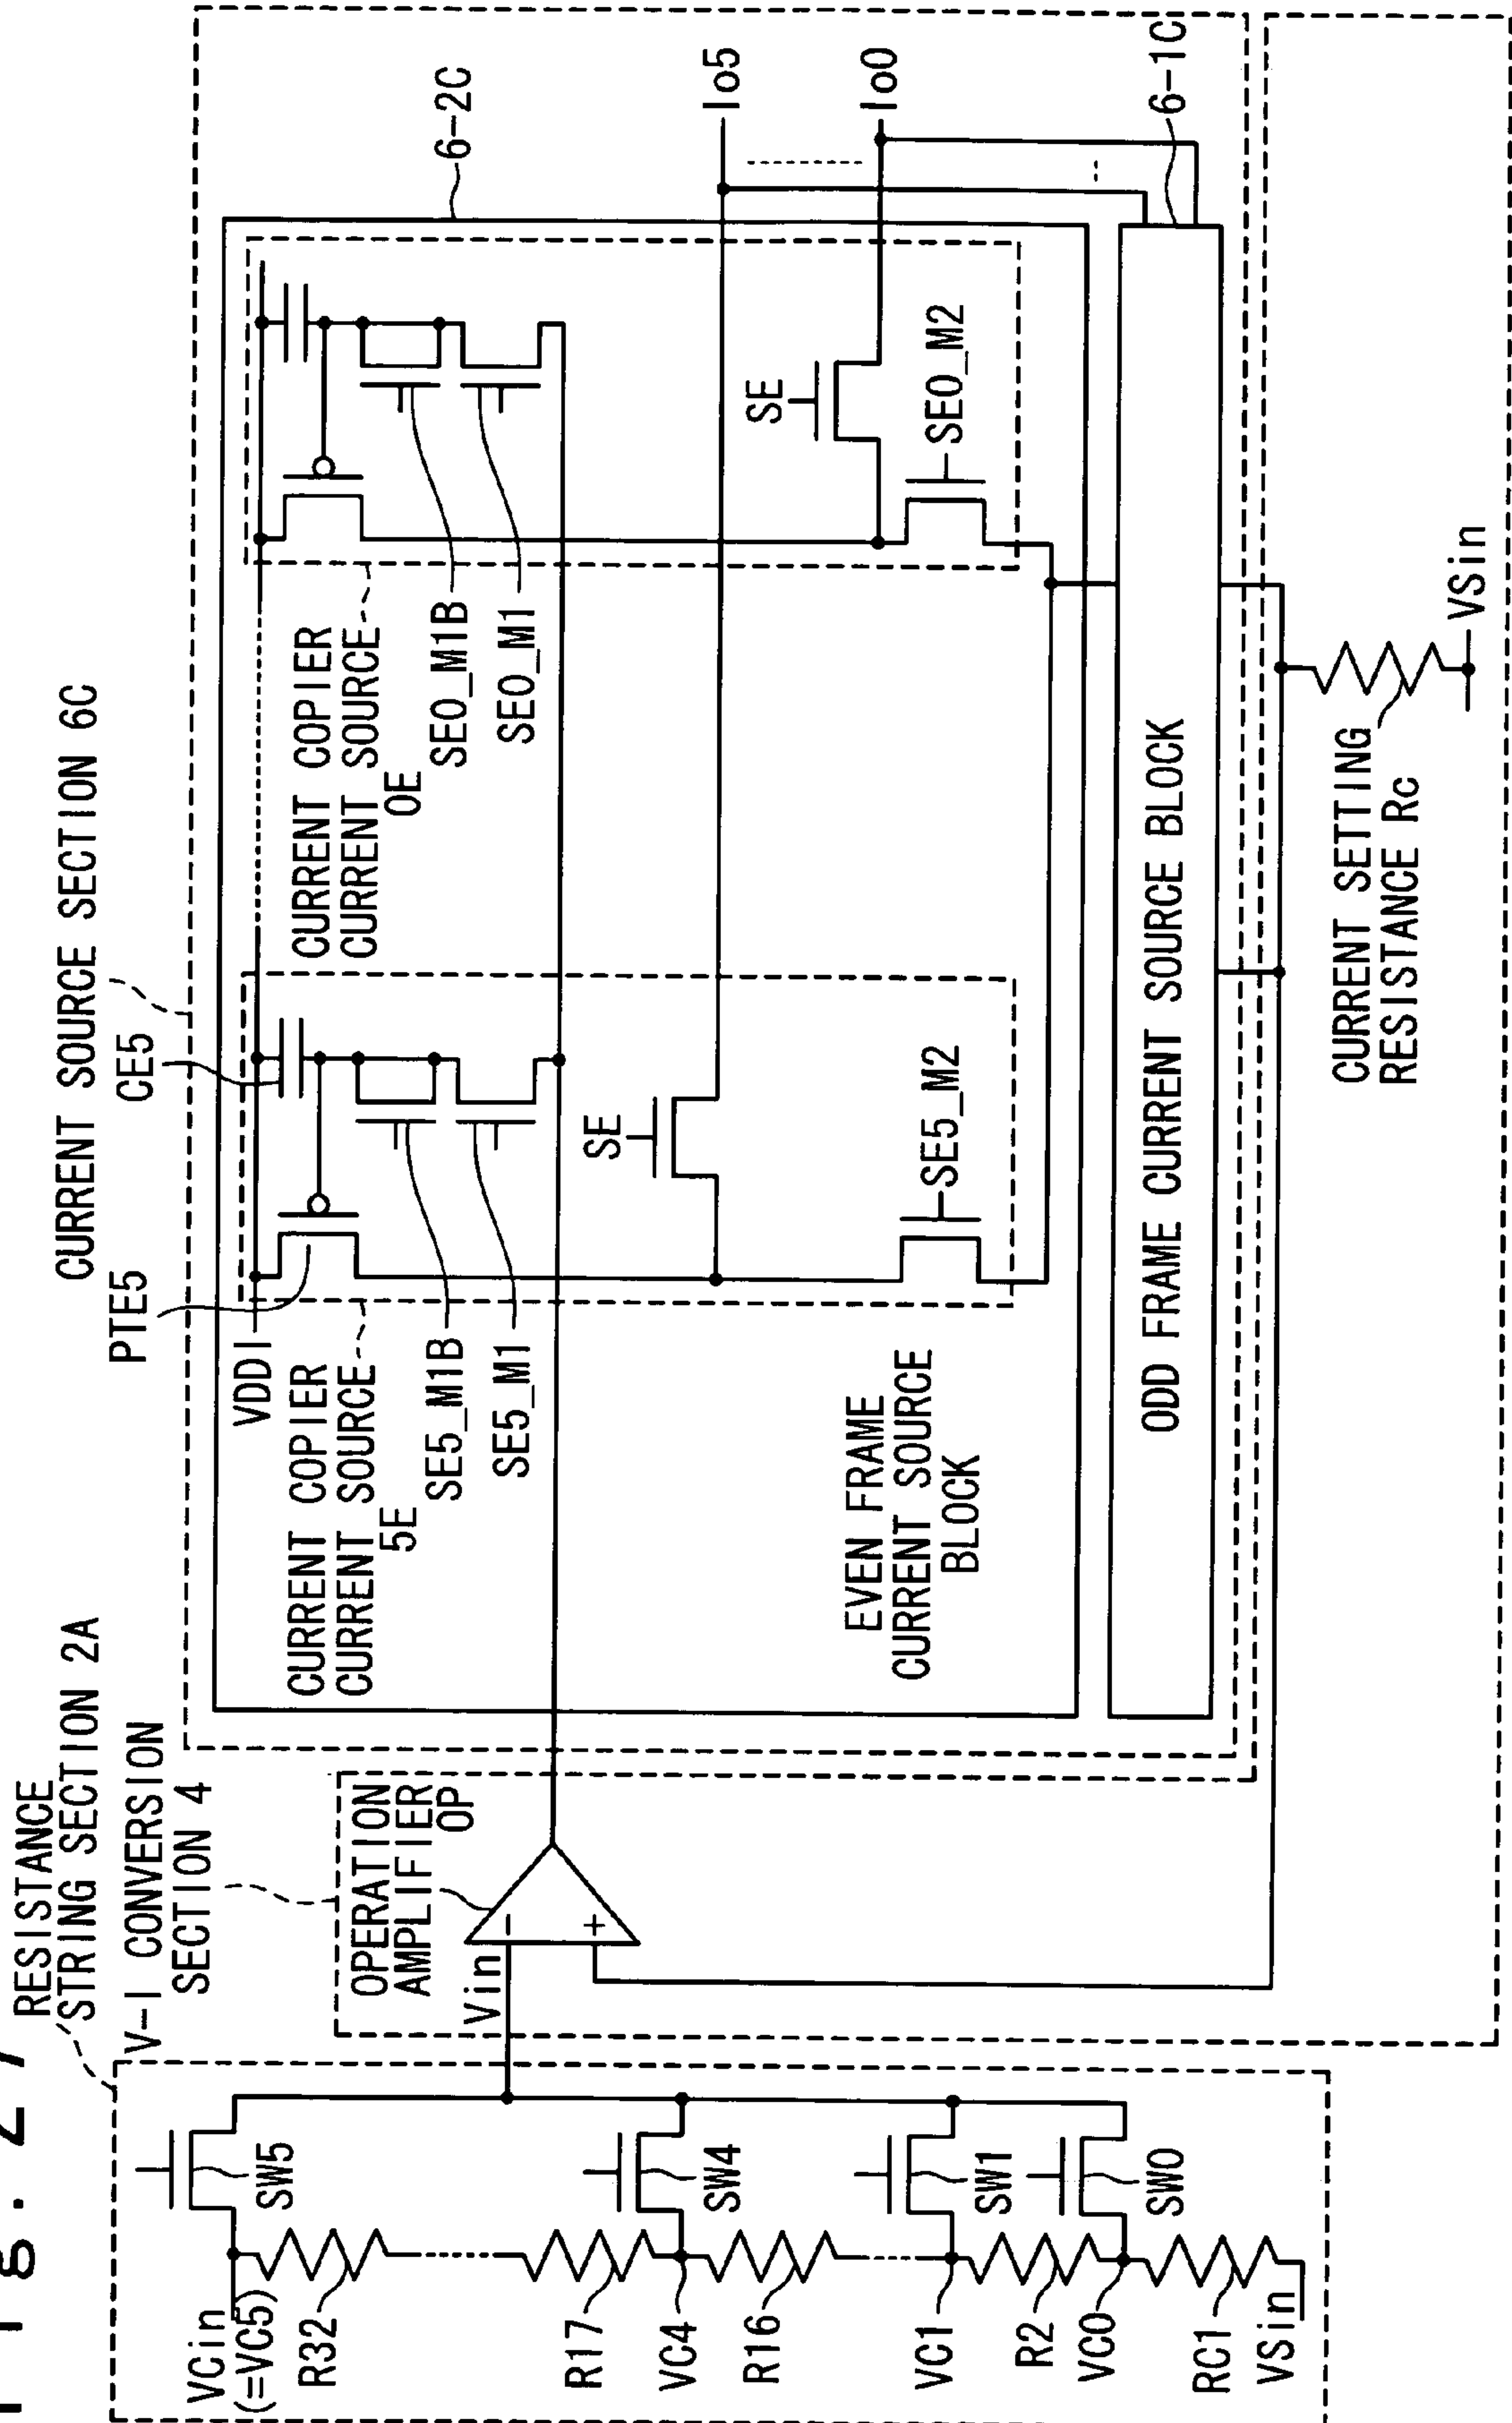 Fig. 27
RESISTANCE
STRING SECTION 2A
V-I CONVERSION
SECTION 4
CURRENT SOURCE SECTION 6C
PTE5
CE5
6-2C
VDDI
CURRENT COPIER
CURRENT SOURCE
5E
SE5_M1B
SE5_M1
CURRENT COPIER
CURRENT SOURCE
0E
SE0_M1B
SE0_M1
OPERATION
AMPLIFIER
OP
Vin
−
+
SE
SE
SE5_M2
SE0_M2
Io5
Io0
EVEN FRAME
CURRENT SOURCE
BLOCK
ODD FRAME CURRENT SOURCE BLOCK
6-1C
CURRENT SETTING
RESISTANCE Rc
VSin
VCin
(=VC5)
SW5
R32
R17
VC4
SW4
R16
VC1
SW1
R2
VC0
SW0
RC1
VSin